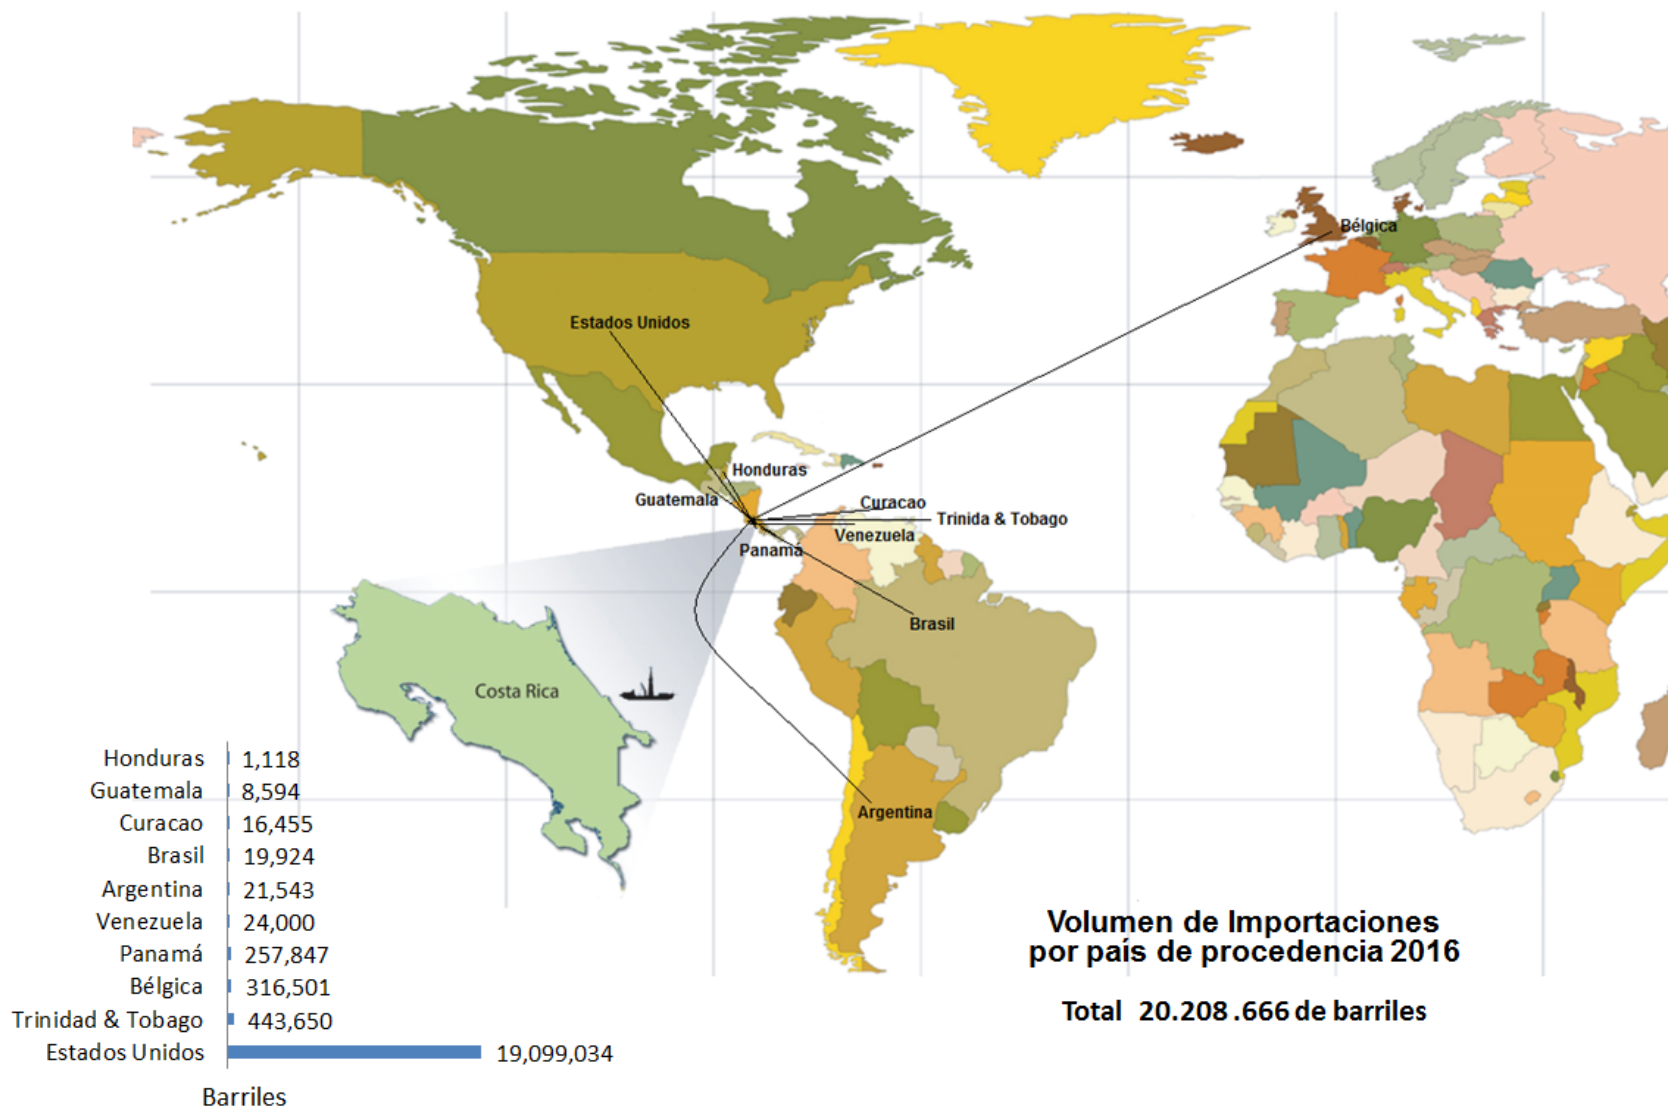 Bélgica
Estados Unidos
Honduras
Guatemala
Curacao
Trinida & Tobago
Venezuela
Panamá
Brasil
Costa Rica
Argentina
Honduras 1,118
Guatemala 8,594
Curacao 16,455
Brasil 19,924
Argentina 21,543
Venezuela 24,000
Panamá 257,847
Bélgica 316,501
Trinidad & Tobago 443,650
Estados Unidos 19,099,034
Barriles
Volumen de Importaciones
por país de procedencia 2016
Total 20.208.666 de barriles